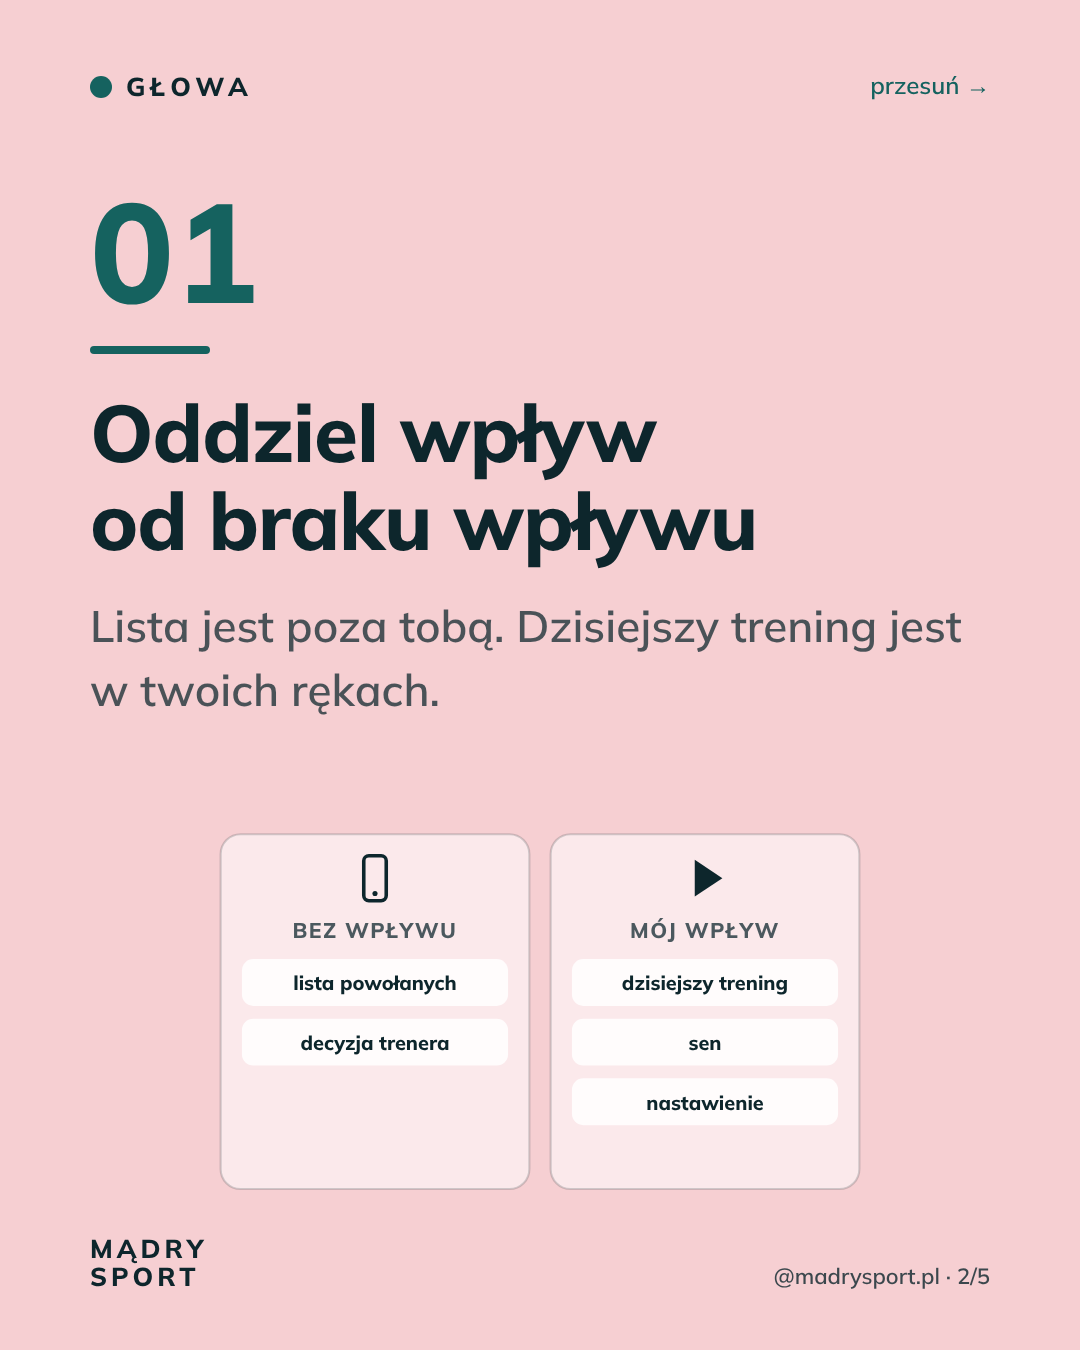 GŁOWA
przesuń →
01
Oddziel wpływ
od braku wpływu
Lista jest poza tobą. Dzisiejszy trening jest
w twoich rękach.
BEZ WPŁYWU
lista powołanych
decyzja trenera
MÓJ WPŁYW
dzisiejszy trening
sen
nastawienie
MĄDRY
SPORT
@madrysport.pl · 2/5